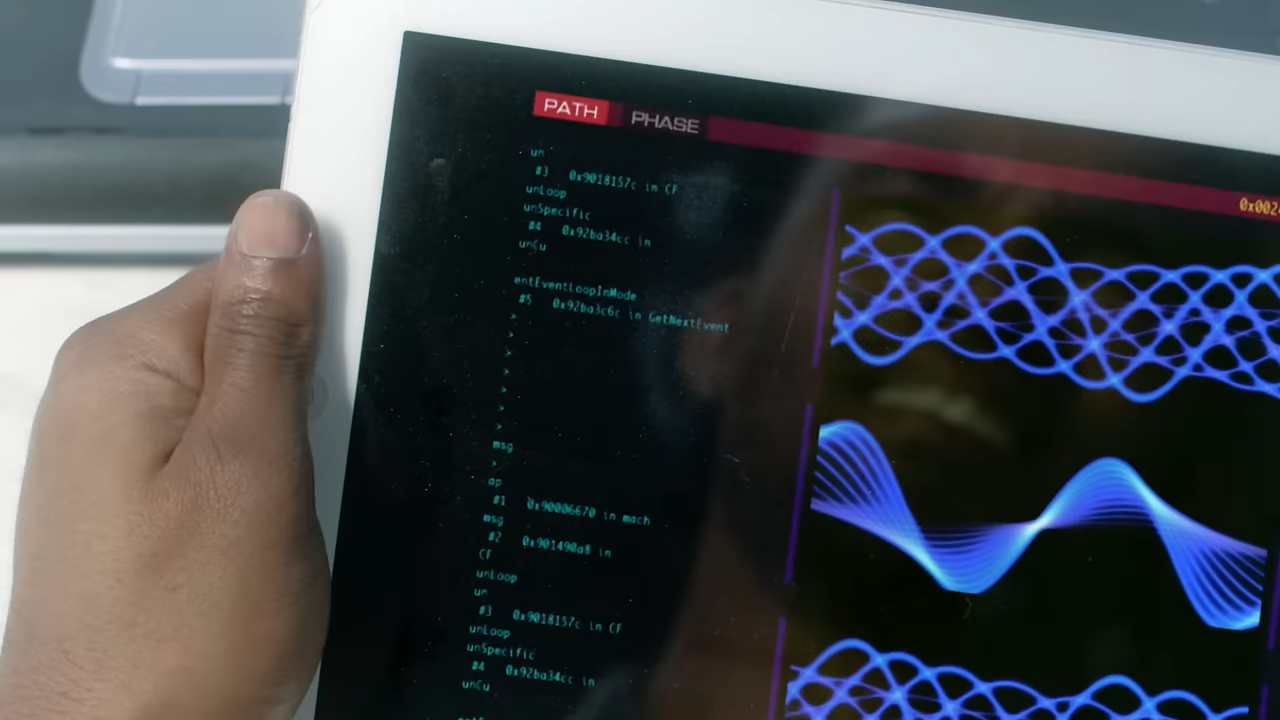 PATH PHASE
0x002
un
#3 0x9018157c in CF
unLoop
unSpecific
#4 0x92ba34cc in
unCu
entEventLoopInMode
#5 0x92ba3c6c in GetNextEvent
>
>
>
>
>
>
>
msg
>
ap
#1 0x90006670 in mach
msg
#2 0x901490a8 in
CF
unLoop
un
#3 0x9018157c in CF
unLoop
unSpecific
#4 0x92ba34cc in
unCu